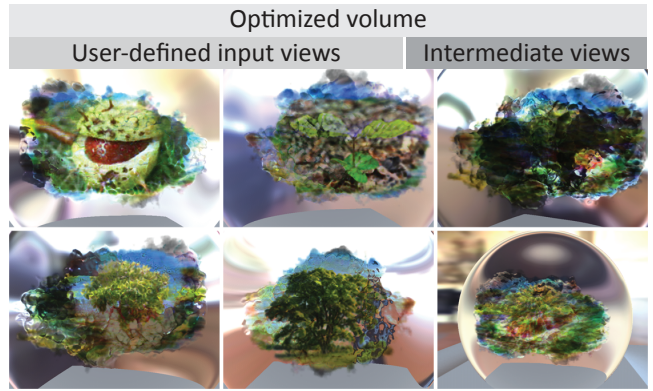 Optimized volume
User-defined input views
Intermediate views